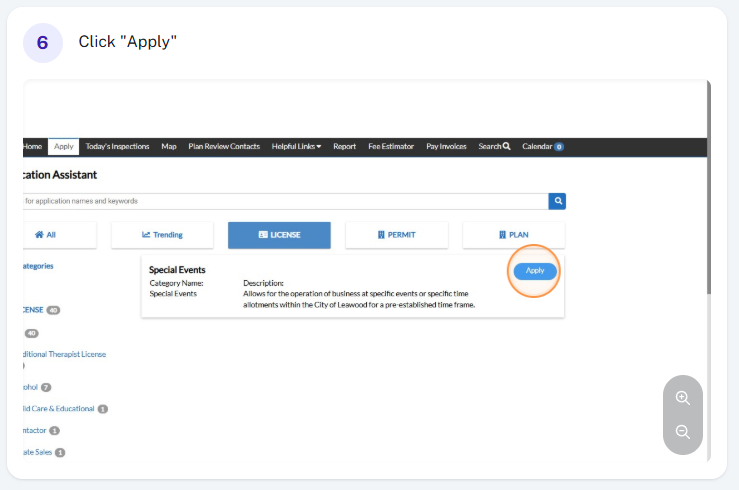 6 Click "Apply"
Home Apply Today's Inspections Map Plan Review Contacts Helpful Links Report Fee Estimator Pay Invoices Search Calendar 0
cation Assistant
for application names and keywords
All Trending LICENSE PERMIT PLAN
ategories
Special Events Apply
Category Name: Description:
Special Events Allows for the operation of business at specific events or specific time
allotments within the City of Leawood for a pre-established time frame.
CENSE 40
40
ditional Therapist License
ohol 7
ild Care & Educational 1
ntactor 1
ate Sales 1